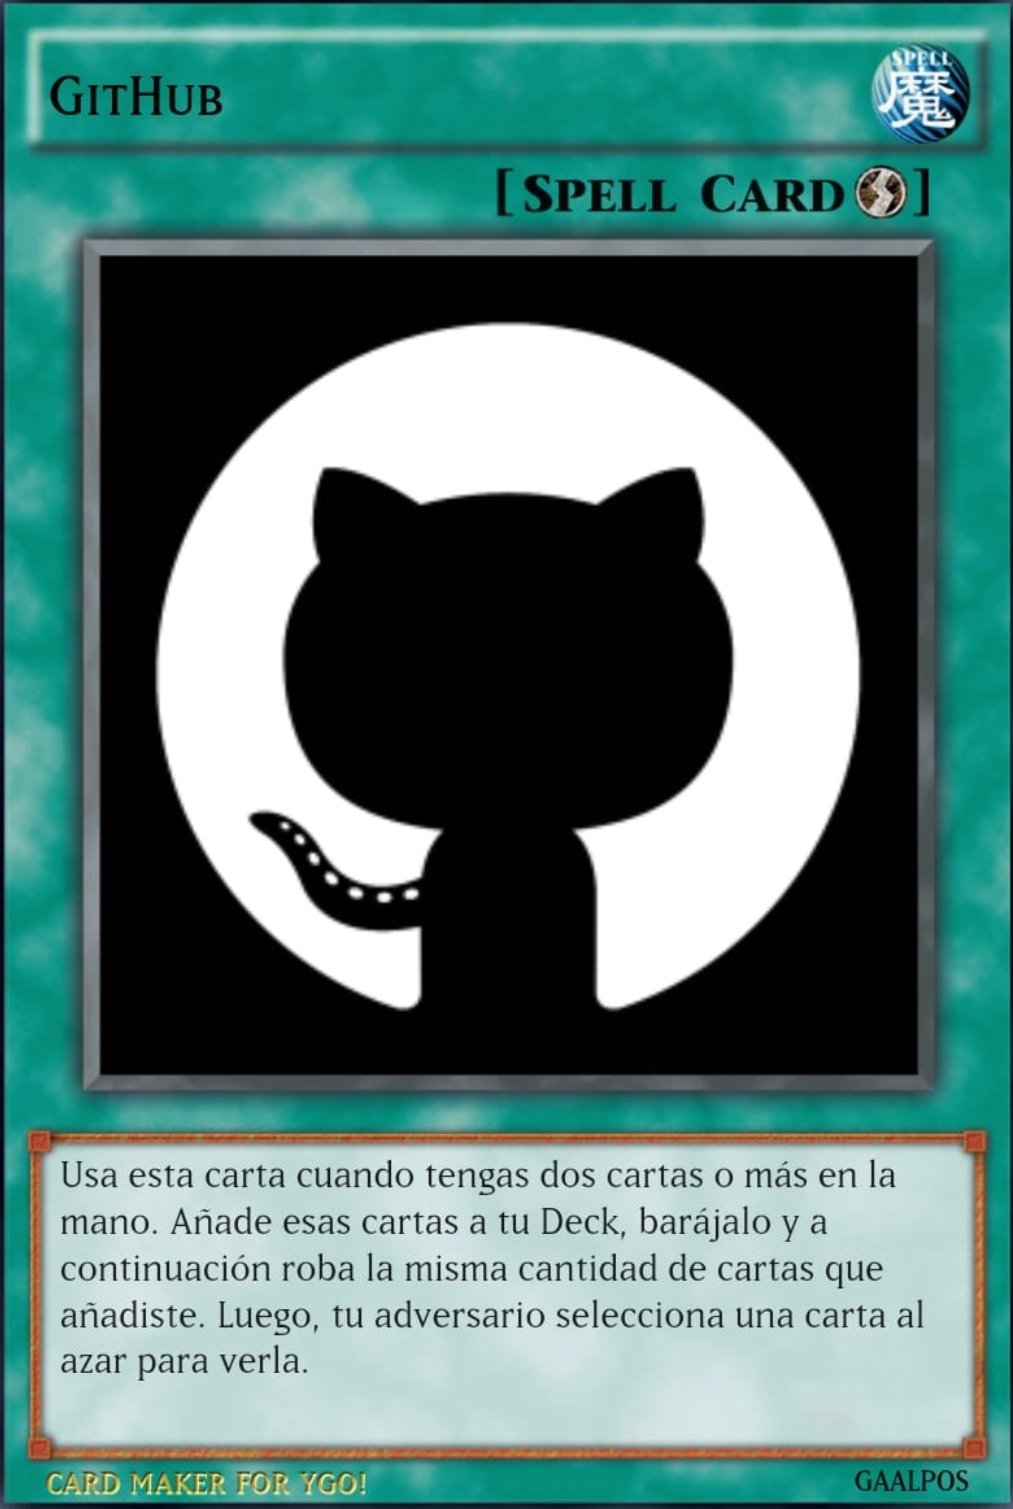 GitHub
SPELL
魔
[Spell Card]
Usa esta carta cuando tengas dos cartas o más en la
mano. Añade esas cartas a tu Deck, barájalo y a
continuación roba la misma cantidad de cartas que
añadiste. Luego, tu adversario selecciona una carta al
azar para verla.
CARD MAKER FOR YGO!
GAALPOS